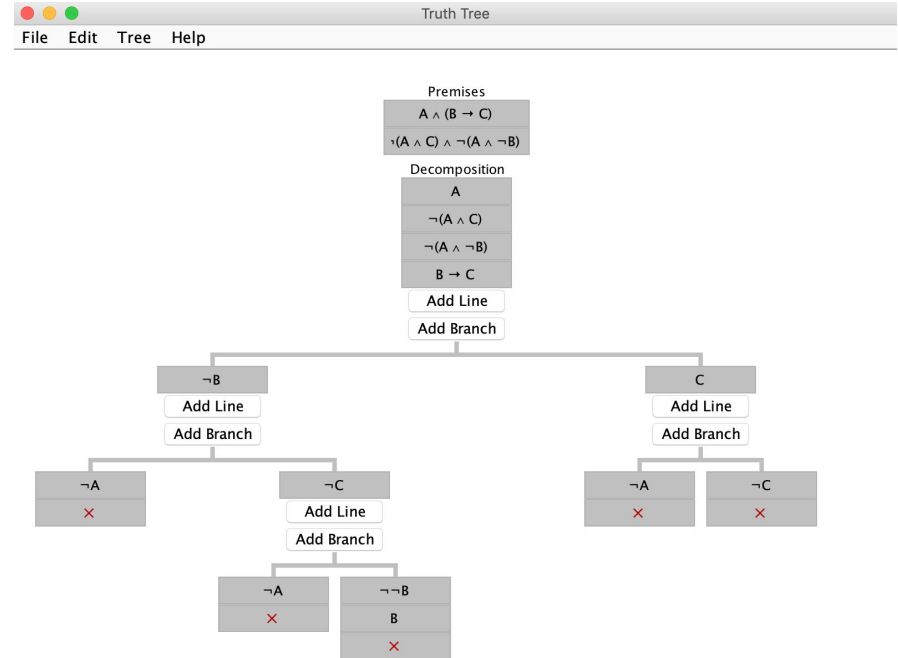 Truth Tree
File Edit Tree Help
Premises
A ∧ (B → C)
¬(A ∧ C) ∧ ¬(A ∧ ¬B)
Decomposition
A
¬(A ∧ C)
¬(A ∧ ¬B)
B → C
Add Line
Add Branch
¬B C
Add Line Add Line
Add Branch Add Branch
¬A ¬C ¬A ¬C
× Add Line × ×
Add Branch
¬A ¬¬B
× B
×